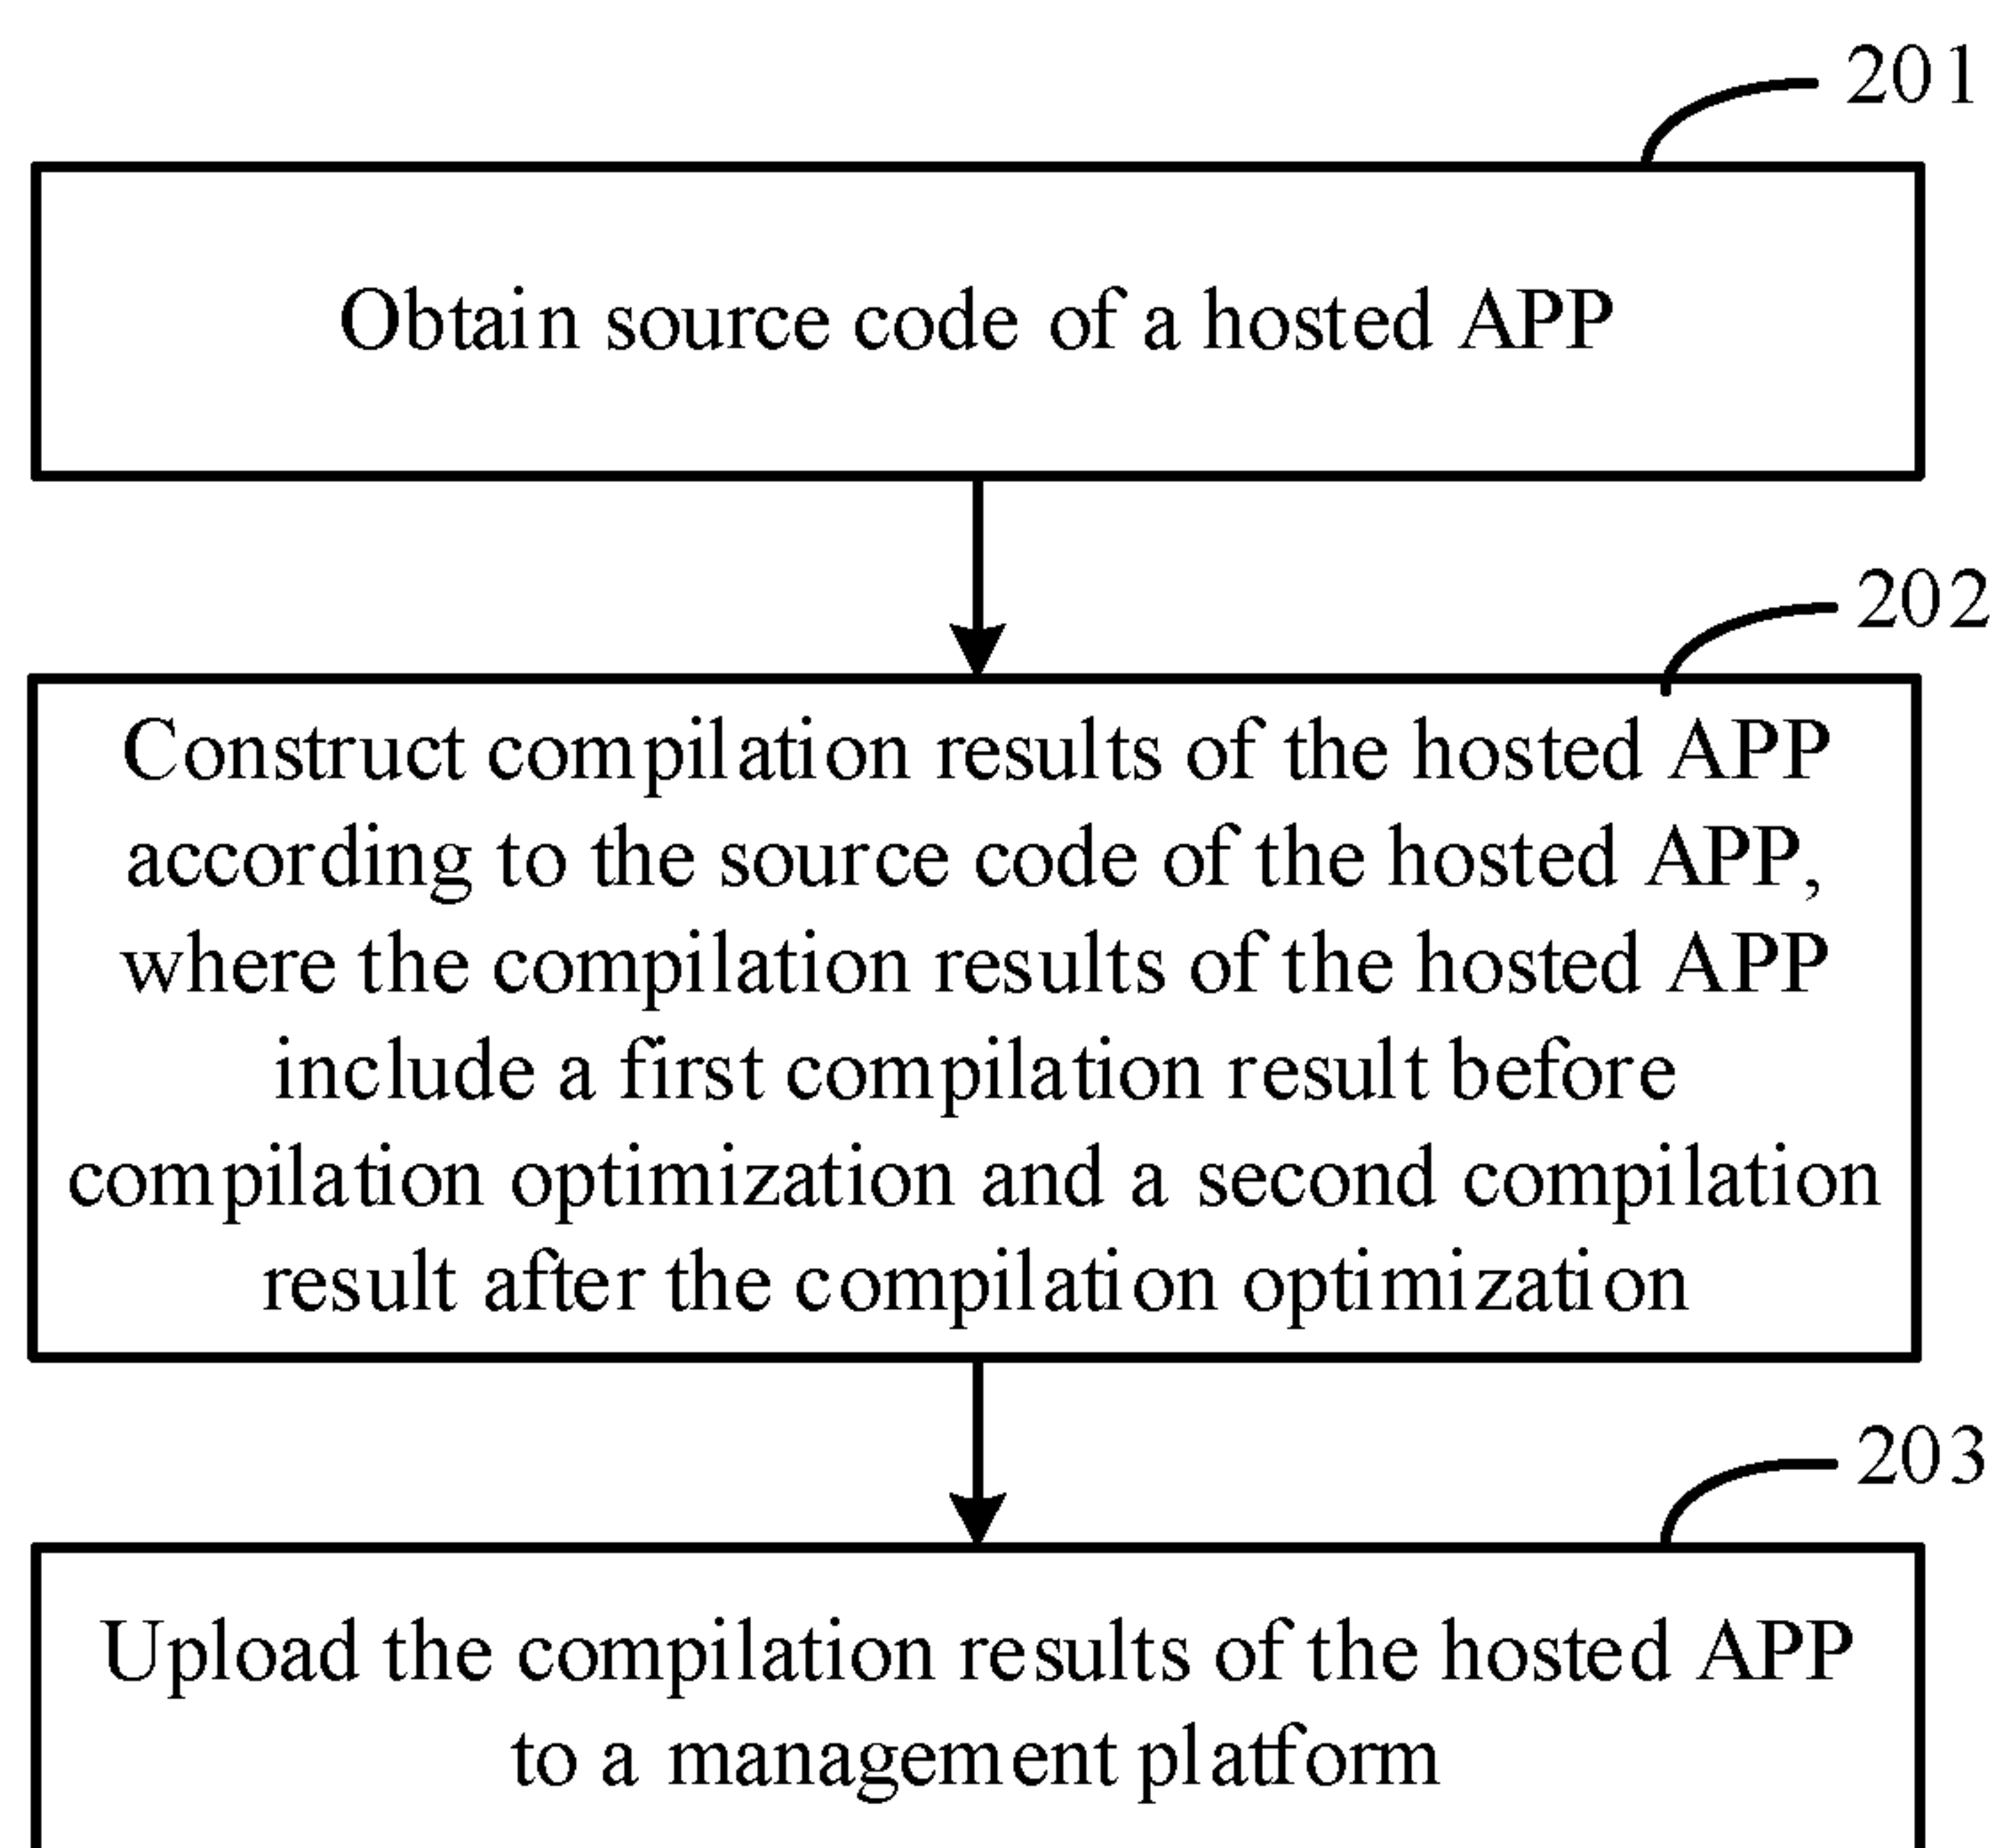 201
Obtain source code of a hosted APP
202
Construct compilation results of the hosted APP
according to the source code of the hosted APP,
where the compilation results of the hosted APP
include a first compilation result before
compilation optimization and a second compilation
result after the compilation optimization
203
Upload the compilation results of the hosted APP
to a management platform